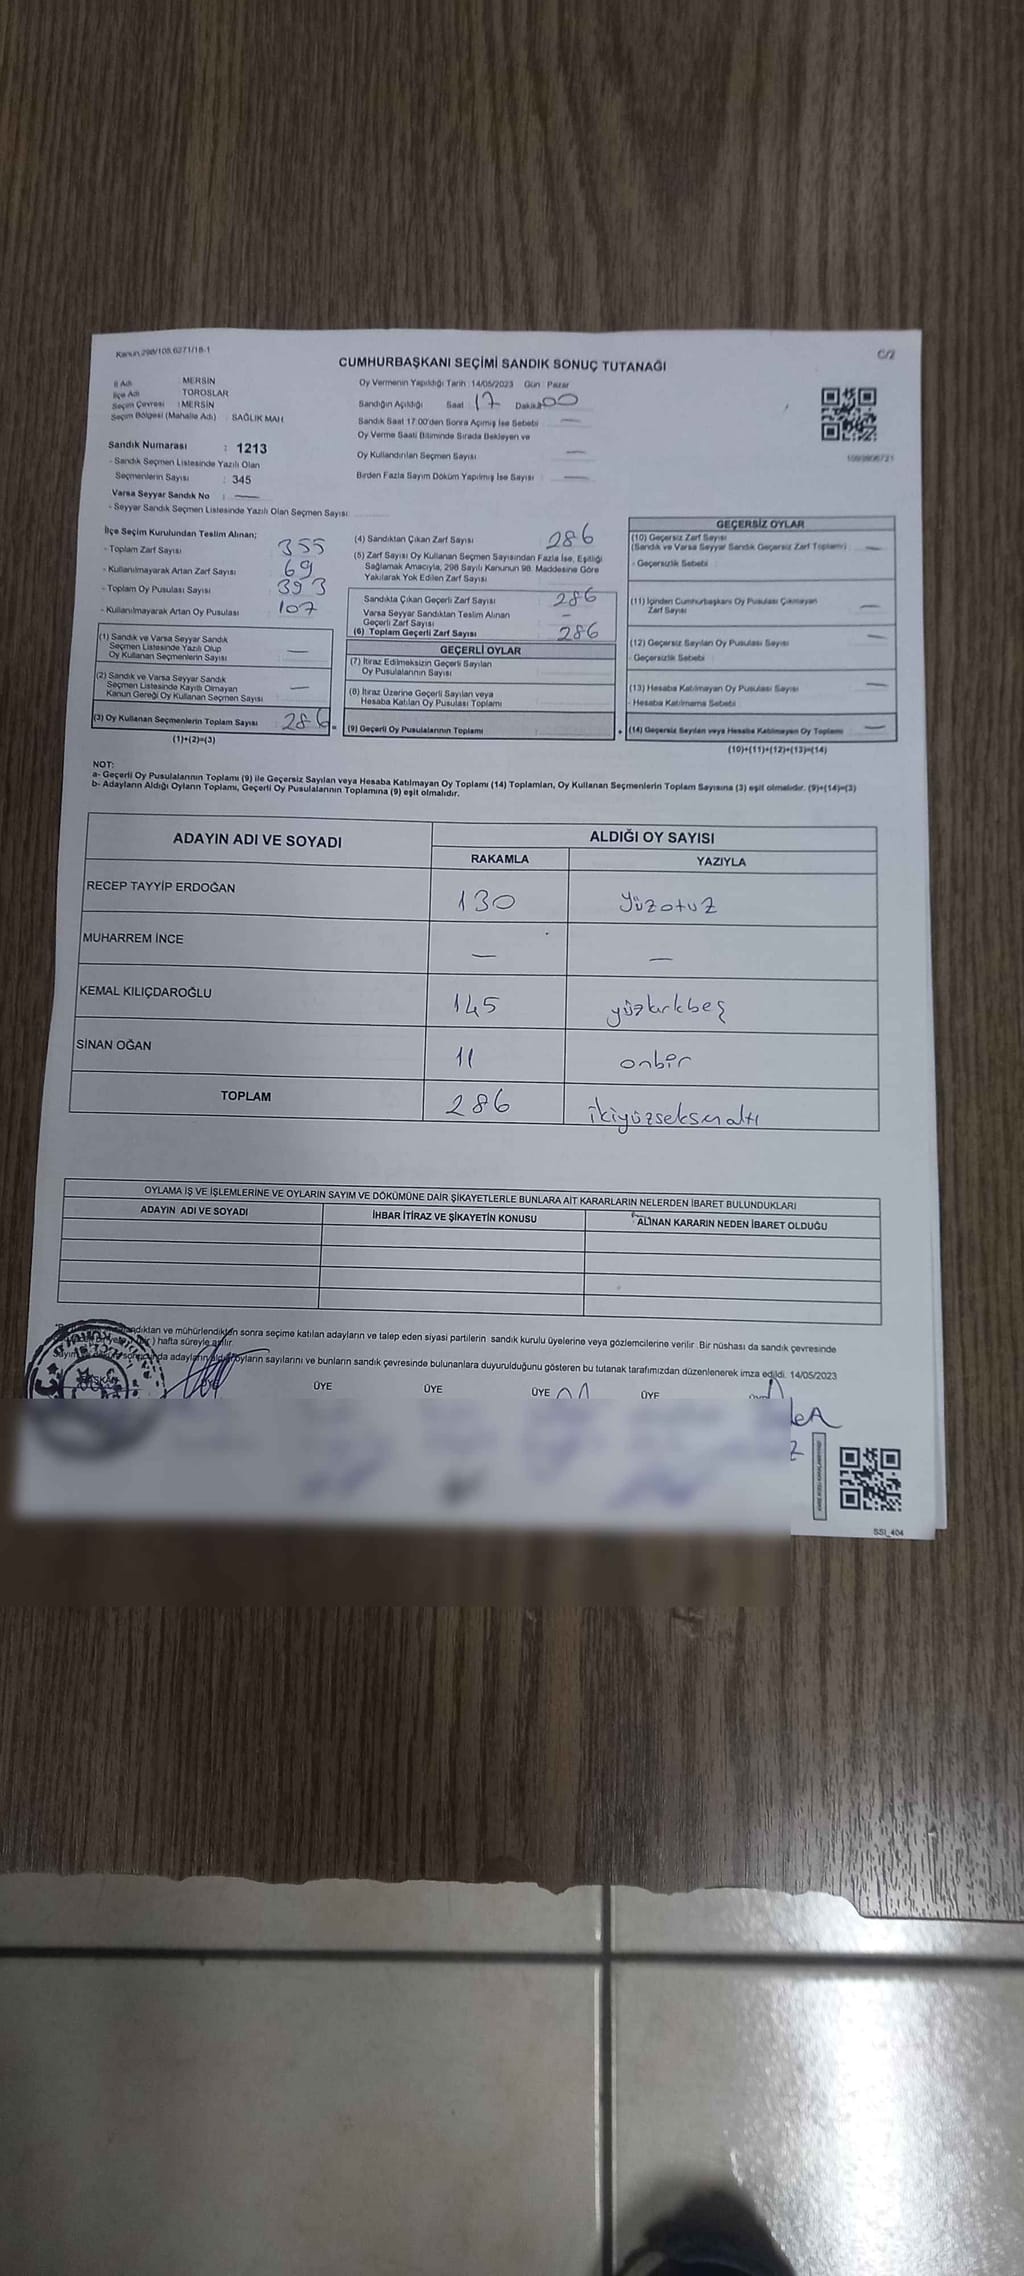 Kanun,298/105,6271/18-1
C/2
CUMHURBAŞKANI SEÇİMİ SANDIK SONUÇ TUTANAĞI
İl Adı MERSİN
İlçe Adı TOROSLAR
Seçim Çevresi : MERSİN
Seçim Bölgesi (Mahalle Adı) : SAĞLIK MAH
Sandık Numarası : 1213
- Sandık Seçmen Listesinde Yazılı Olan
Seçmenlerin Sayısı : 345
Varsa Seyyar Sandık No : —
- Seyyar Sandık Seçmen Listesinde Yazılı Olan Seçmen Sayısı
Oy Vermenin Yapıldığı Tarih : 14/05/2023 Gün : Pazar
Sandığın Açıldığı Saat : 17 Dakika 00
Sandık Saat 17:00'den Sonra Açımış İse Sebebi —
Oy Verme Saati Bitiminde Sırada Bekleyen ve
Oy Kullandırılan Seçmen Sayısı —
Birden Fazla Sayım Döküm Yapılmış İse Sayısı —
İlçe Seçim Kurulundan Teslim Alınan;
- Toplam Zarf Sayısı 355
- Kullanılmayarak Artan Zarf Sayısı 69
- Toplam Oy Pusulası Sayısı 393
- Kullanılmayarak Artan Oy Pusulası 107
(1) Sandık ve Varsa Seyyar Sandık
Seçmen Listesinde Yazılı Olup
Oy Kullanan Seçmenlerin Sayısı —
(2) Sandık ve Varsa Seyyar Sandık
Seçmen Listesinde Kayıtlı Olmayan
Kanun Gereği Oy Kullanan Seçmen Sayısı —
(3) Oy Kullanan Seçmenlerin Toplam Sayısı 286 =
(1)+(2)=(3)
(4) Sandıktan Çıkan Zarf Sayısı 286
(5) Zarf Sayısı Oy Kullanan Seçmen Sayısından Fazla İse, Eşitliği
Sağlamak Amacıyla, 298 Sayılı Kanunun 98. Maddesine Göre
Yakılarak Yok Edilen Zarf Sayısı
Sandıkta Çıkan Geçerli Zarf Sayısı 286
Varsa Seyyar Sandıktan Teslim Alınan
Geçerli Zarf Sayısı —
(6) Toplam Geçerli Zarf Sayısı 286
GEÇERLİ OYLAR
(7) İtiraz Edilmeksizin Geçerli Sayılan
Oy Pusulalarının Sayısı
(8) İtiraz Üzerine Geçerli Sayılan veya
Hesaba Katılan Oy Pusulası Toplamı
(9) Geçerli Oy Pusulalarının Toplamı +
GEÇERSİZ OYLAR
(10) Geçersiz Zarf Sayısı
(Sandık ve Varsa Seyyar Sandık Geçersiz Zarf Toplamı) —
- Geçersizlik Sebebi :
(11) İçinden Cumhurbaşkanı Oy Pusulası Çıkmayan
Zarf Sayısı —
(12) Geçersiz Sayılan Oy Pusulası Sayısı —
- Geçersizlik Sebebi :
(13) Hesaba Katılmayan Oy Pusulası Sayısı —
- Hesaba Katılmama Sebebi
(14) Geçersiz Sayılan veya Hesaba Katılmayan Oy Toplamı —
(10)+(11)+(12)+(13)=(14)
NOT:
a- Geçerli Oy Pusulalarının Toplamı (9) ile Geçersiz Sayılan veya Hesaba Katılmayan Oy Toplamı (14) Toplamları, Oy Kullanan Seçmenlerin Toplam Sayısına (3) eşit olmalıdır. (9)+(14)=(3)
b- Adayların Aldığı Oyların Toplamı, Geçerli Oy Pusulalarının Toplamına (9) eşit olmalıdır.
ADAYIN ADI VE SOYADI ALDIĞI OY SAYISI
RAKAMLA YAZIYLA
RECEP TAYYİP ERDOĞAN 130 yüzotuz
MUHARREM İNCE — —
KEMAL KILIÇDAROĞLU 145 yüzkırkbeş
SİNAN OĞAN 11 onbir
TOPLAM 286 ikiyüzseksenaltı
OYLAMA İŞ VE İŞLEMLERİNE VE OYLARIN SAYIM VE DÖKÜMÜNE DAİR ŞİKAYETLERLE BUNLARA AİT KARARLARIN NELERDEN İBARET BULUNDUKLARI
ADAYIN ADI VE SOYADI İHBAR İTİRAZ VE ŞİKAYETİN KONUSU ALINAN KARARIN NEDEN İBARET OLDUĞU
ve mühürlendikten sonra seçime katılan adayların ve talep eden siyasi partilerin sandık kurulu üyelerine veya gözlemcilerine verilir. Bir nüshası da sandık çevresinde
) hafta süreyle asılır.
adayların aldığı oyların sayılarını ve bunların sandık çevresinde bulunanlara duyurulduğunu gösteren bu tutanak tarafımızdan düzenlenerek imza edildi. 14/05/2023
BAŞKAN ÜYE ÜYE ÜYE ÜYE
SSI_404